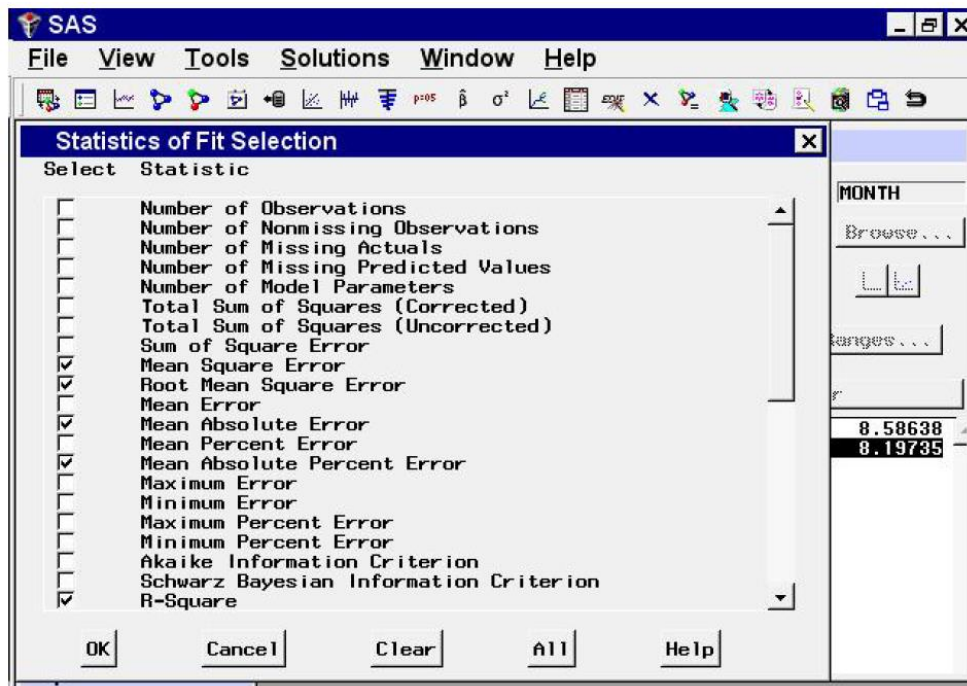 SAS
File View Tools Solutions Window Help
p=05 β̂ σ²
Statistics of Fit Selection
Select Statistic
Number of Observations
Number of Nonmissing Observations
Number of Missing Actuals
Number of Missing Predicted Values
Number of Model Parameters
Total Sum of Squares (Corrected)
Total Sum of Squares (Uncorrected)
Sum of Square Error
Mean Square Error
Root Mean Square Error
Mean Error
Mean Absolute Error
Mean Percent Error
Mean Absolute Percent Error
Maximum Error
Minimum Error
Maximum Percent Error
Minimum Percent Error
Akaike Information Criterion
Schwarz Bayesian Information Criterion
R-Square
OK Cancel Clear All Help
MONTH
Browse...
anges...
r
8.58638
8.19735